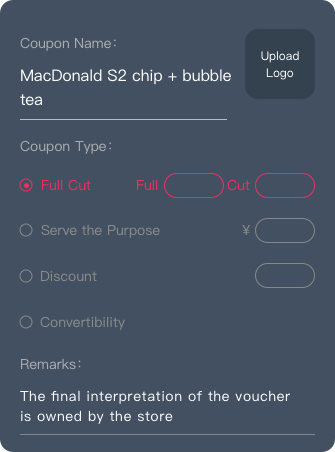 Coupon Name:
Upload
Logo
MacDonald S2 chip + bubble
tea
Coupon Type:
Full Cut Full Cut
Serve the Purpose ¥
Discount
Convertibility
Remarks:
The final interpretation of the voucher
is owned by the store